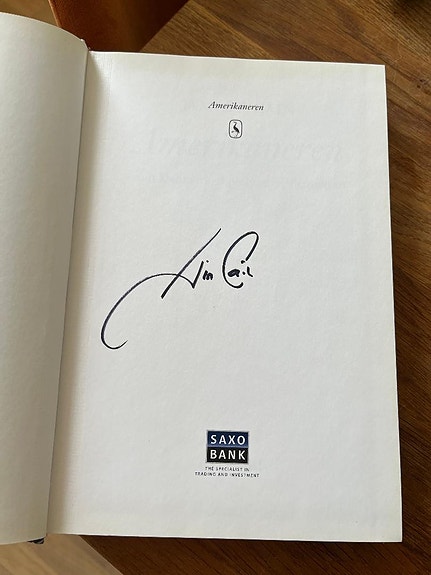 Amerikaneren
SAXO
BANK
THE SPECIALIST IN
TRADING AND INVESTMENT